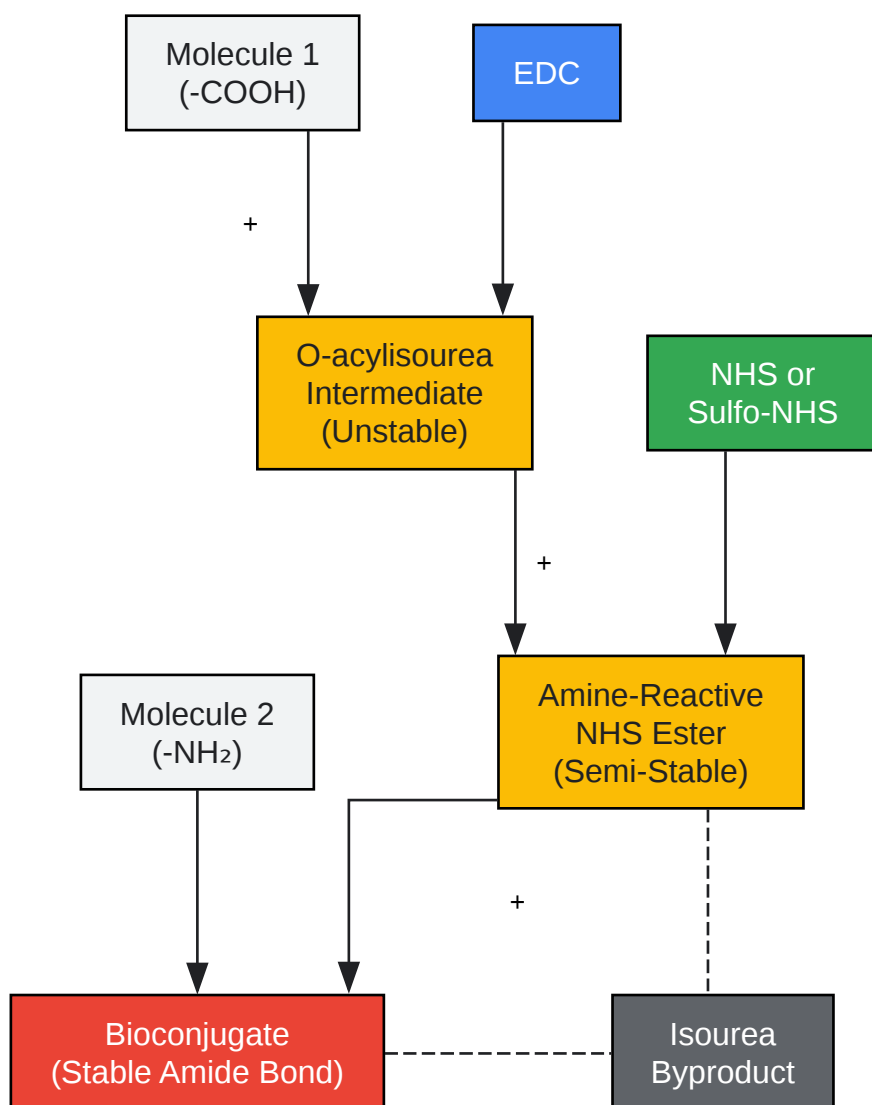 Molecule 1
(-COOH)
EDC
+
O-acylisourea
Intermediate
(Unstable)
NHS or
Sulfo-NHS
+
Molecule 2
(-NH₂)
Amine-Reactive
NHS Ester
(Semi-Stable)
+
Bioconjugate
(Stable Amide Bond)
Isourea
Byproduct